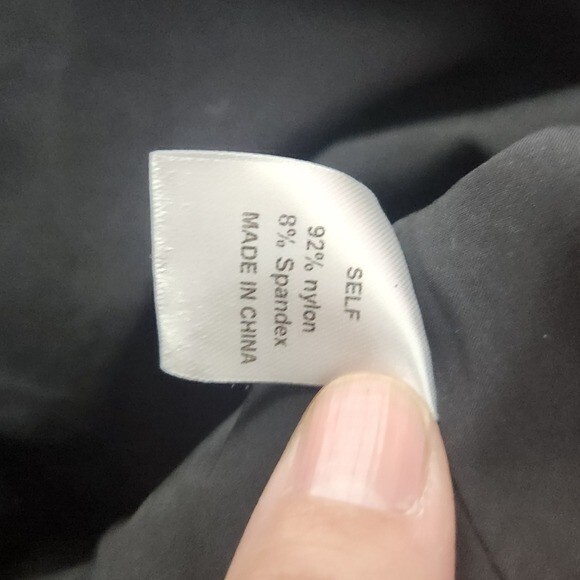 SELF
92% nylon
8% Spandex
MADE IN CHINA